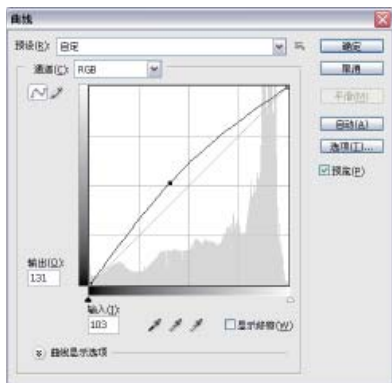 曲线
预设(R): 自定
确定
通道(C): RGB
取消
平滑(M)
自动(A)
选项(T)...
预览(P)
输出(O):
131
输入(I):
103
显示修剪(W)
曲线显示选项